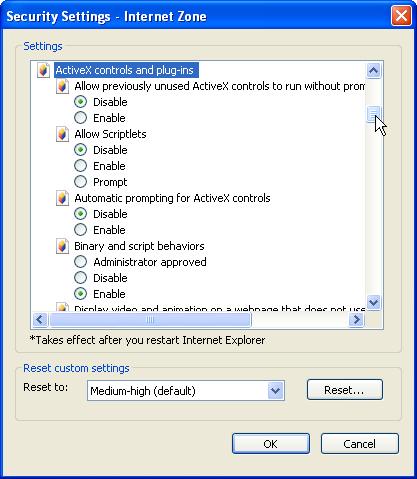 Security Settings - Internet Zone
Settings
ActiveX controls and plug-ins
Allow previously unused ActiveX controls to run without prom
Disable
Enable
Allow Scriptlets
Disable
Enable
Prompt
Automatic prompting for ActiveX controls
Disable
Enable
Binary and script behaviors
Administrator approved
Disable
Enable
Display video and animation on a webpage that does not use
*Takes effect after you restart Internet Explorer
Reset custom settings
Reset to: Medium-high (default) Reset...
OK Cancel